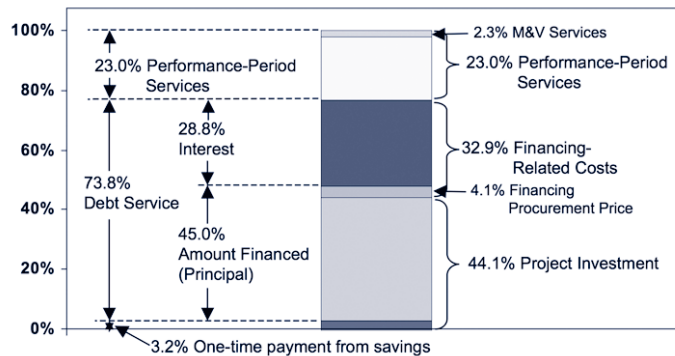 100%
80%
60%
40%
20%
0%
23.0% Performance-Period
Services
28.8%
Interest
73.8%
Debt Service
45.0%
Amount Financed
(Principal)
3.2% One-time payment from savings
2.3% M&V Services
23.0% Performance-Period
Services
32.9% Financing-
Related Costs
4.1% Financing
Procurement Price
44.1% Project Investment